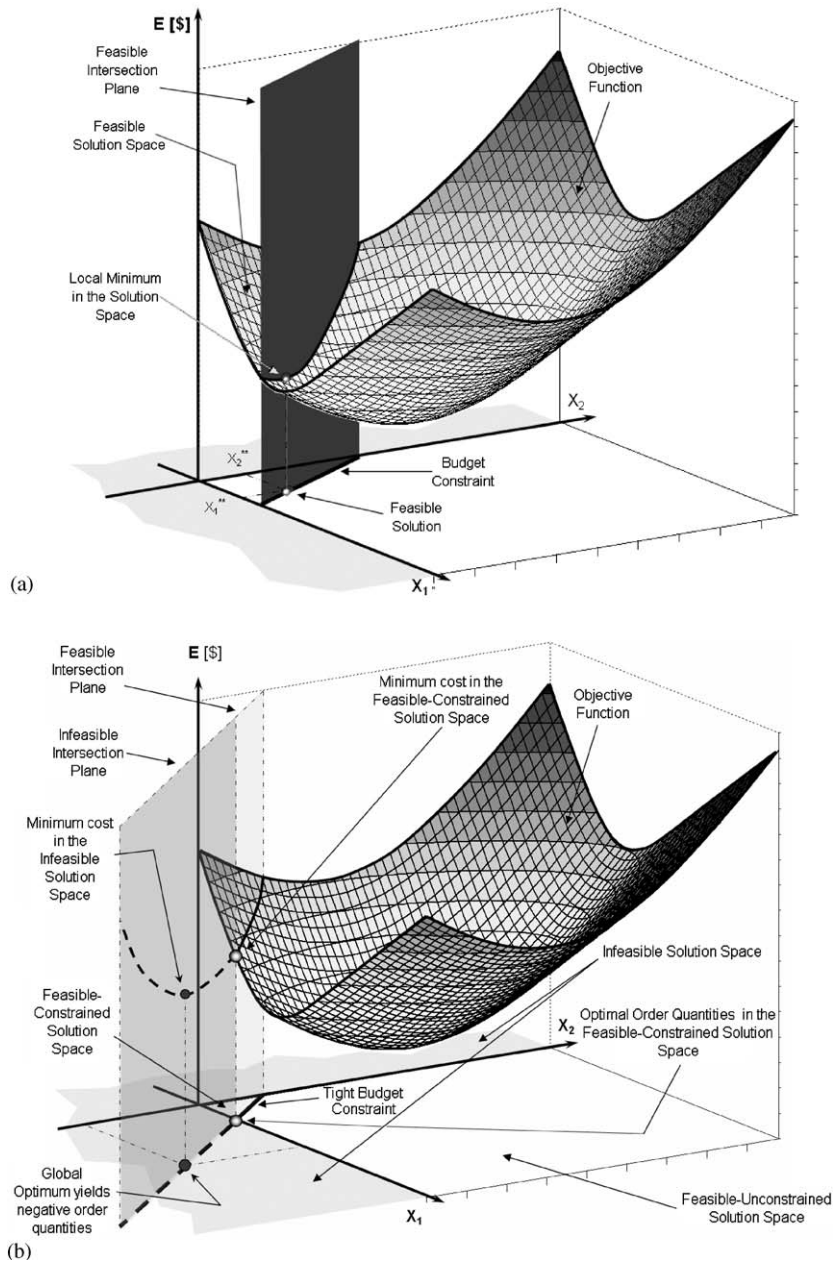 E [$]
Feasible
Intersection
Plane
Feasible
Solution Space
Objective
Function
Local Minimum
in the Solution
Space
X2
X2**
Budget
Constraint
X1**
Feasible
Solution
X1"
(a)
Feasible
Intersection
Plane
E [$]
Minimum cost in the
Feasible-Constrained
Solution Space
Objective
Function
Infeasible
Intersection
Plane
Minimum cost
in the
Infeasible
Solution
Space
Infeasible Solution Space
Feasible-
Constrained
Solution
Space
X2
Optimal Order Quantities in the
Feasible-Constrained Solution
Space
Tight Budget
Constraint
Global
Optimum yields
negative order
quantities
X1
Feasible-Unconstrained
Solution Space
(b)